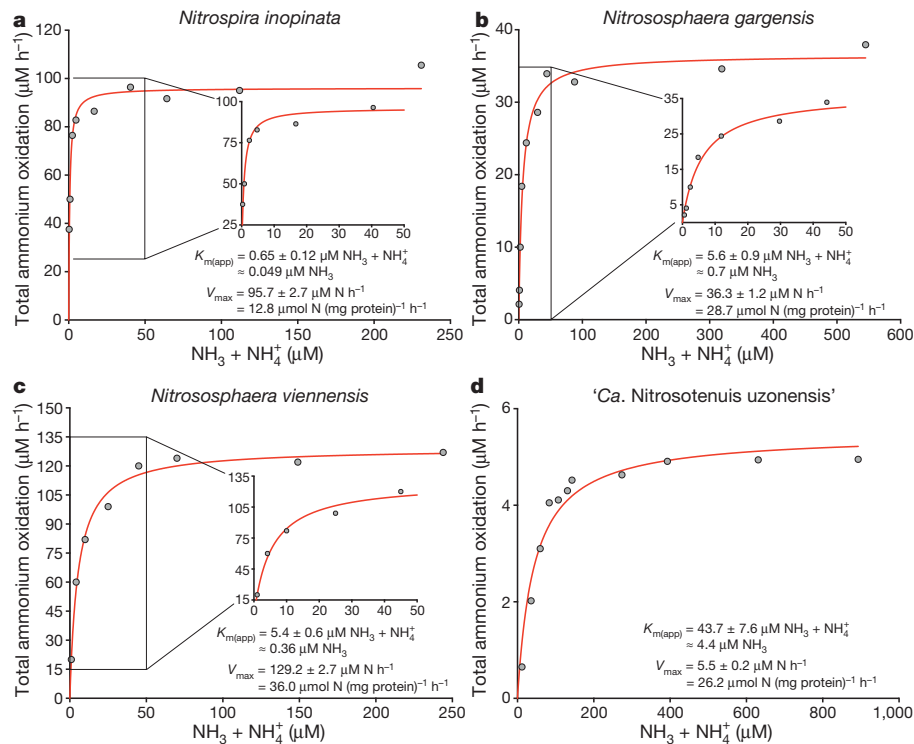 a Nitrospira inopinata
Total ammonium oxidation (µM h⁻¹)
120
100
80
60
40
20
0
0 50 100 150 200 250
NH₃ + NH₄⁺ (µM)
100
75
50
25
0 10 20 30 40 50
Kₘ₍ₐₚₚ₎ = 0.65 ± 0.12 µM NH₃ + NH₄⁺
≈ 0.049 µM NH₃
Vₘₐₓ = 95.7 ± 2.7 µM N h⁻¹
= 12.8 µmol N (mg protein)⁻¹ h⁻¹
b Nitrososphaera gargensis
Total ammonium oxidation (µM h⁻¹)
40
30
20
10
0
0 100 200 300 400 500 600
NH₃ + NH₄⁺ (µM)
35
25
15
5
0 10 20 30 40 50
Kₘ₍ₐₚₚ₎ = 5.6 ± 0.9 µM NH₃ + NH₄⁺
≈ 0.7 µM NH₃
Vₘₐₓ = 36.3 ± 1.2 µM N h⁻¹
= 28.7 µmol N (mg protein)⁻¹ h⁻¹
c Nitrososphaera viennensis
Total ammonium oxidation (µM h⁻¹)
150
135
120
105
90
75
60
45
30
15
0
0 50 100 150 200 250
NH₃ + NH₄⁺ (µM)
135
105
75
45
15
0 10 20 30 40 50
Kₘ₍ₐₚₚ₎ = 5.4 ± 0.6 µM NH₃ + NH₄⁺
≈ 0.36 µM NH₃
Vₘₐₓ = 129.2 ± 2.7 µM N h⁻¹
= 36.0 µmol N (mg protein)⁻¹ h⁻¹
d ‘Ca. Nitrosotenuis uzonensis’
Total ammonium oxidation (µM h⁻¹)
6
4
2
0
0 200 400 600 800 1,000
NH₃ + NH₄⁺ (µM)
Kₘ₍ₐₚₚ₎ = 43.7 ± 7.6 µM NH₃ + NH₄⁺
≈ 4.4 µM NH₃
Vₘₐₓ = 5.5 ± 0.2 µM N h⁻¹
= 26.2 µmol N (mg protein)⁻¹ h⁻¹